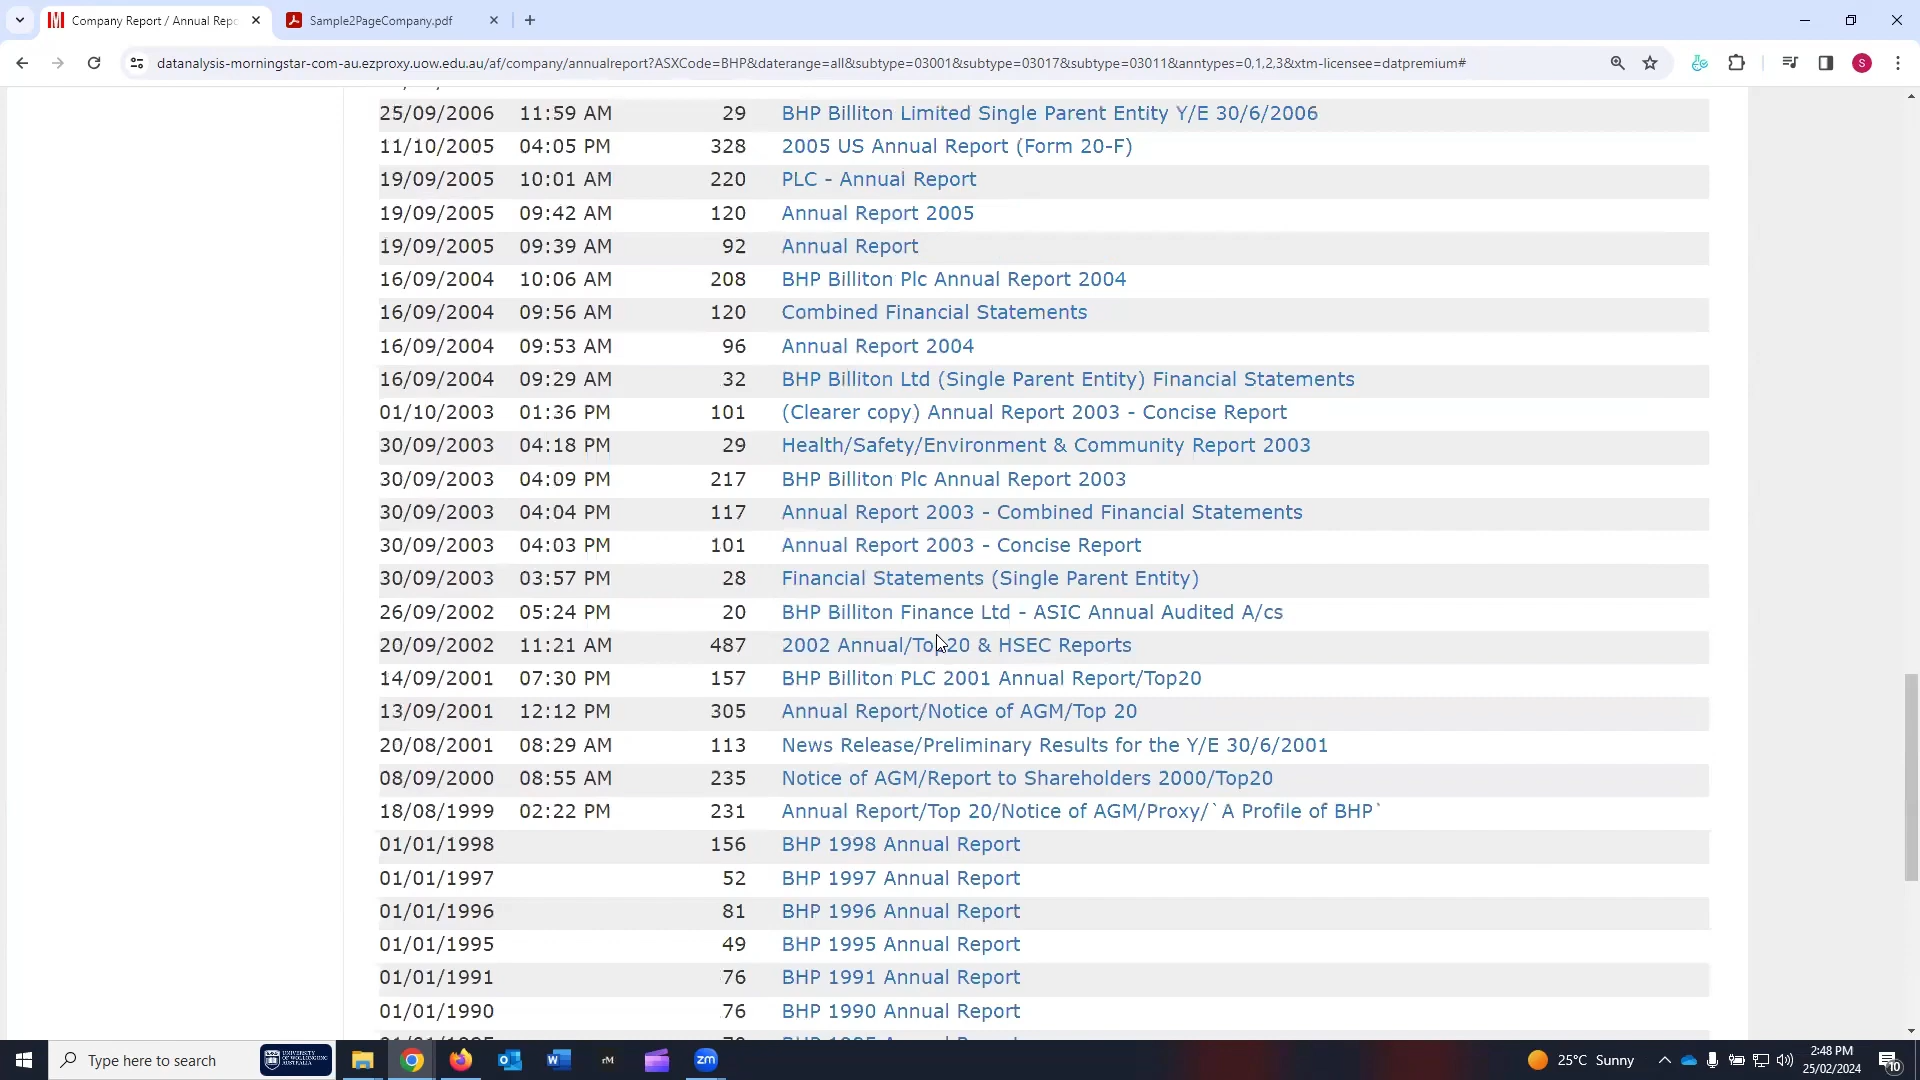 Company Report / Annual Repo
Sample2PageCompany.pdf
datanalysis-morningstar-com-au.ezproxy.uow.edu.au/af/company/annualreport?ASXCode=BHP&daterange=all&subtype=03001&subtype=03017&subtype=03011&anntypes=0,1,2,3&xtm-licensee=datpremium#
S
25/09/2006 11:59 AM 29 BHP Billiton Limited Single Parent Entity Y/E 30/6/2006
11/10/2005 04:05 PM 328 2005 US Annual Report (Form 20-F)
19/09/2005 10:01 AM 220 PLC - Annual Report
19/09/2005 09:42 AM 120 Annual Report 2005
19/09/2005 09:39 AM 92 Annual Report
16/09/2004 10:06 AM 208 BHP Billiton Plc Annual Report 2004
16/09/2004 09:56 AM 120 Combined Financial Statements
16/09/2004 09:53 AM 96 Annual Report 2004
16/09/2004 09:29 AM 32 BHP Billiton Ltd (Single Parent Entity) Financial Statements
01/10/2003 01:36 PM 101 (Clearer copy) Annual Report 2003 - Concise Report
30/09/2003 04:18 PM 29 Health/Safety/Environment & Community Report 2003
30/09/2003 04:09 PM 217 BHP Billiton Plc Annual Report 2003
30/09/2003 04:04 PM 117 Annual Report 2003 - Combined Financial Statements
30/09/2003 04:03 PM 101 Annual Report 2003 - Concise Report
30/09/2003 03:57 PM 28 Financial Statements (Single Parent Entity)
26/09/2002 05:24 PM 20 BHP Billiton Finance Ltd - ASIC Annual Audited A/cs
20/09/2002 11:21 AM 487 2002 Annual/Top20 & HSEC Reports
14/09/2001 07:30 PM 157 BHP Billiton PLC 2001 Annual Report/Top20
13/09/2001 12:12 PM 305 Annual Report/Notice of AGM/Top 20
20/08/2001 08:29 AM 113 News Release/Preliminary Results for the Y/E 30/6/2001
08/09/2000 08:55 AM 235 Notice of AGM/Report to Shareholders 2000/Top20
18/08/1999 02:22 PM 231 Annual Report/Top 20/Notice of AGM/Proxy/`A Profile of BHP`
01/01/1998 156 BHP 1998 Annual Report
01/01/1997 52 BHP 1997 Annual Report
01/01/1996 81 BHP 1996 Annual Report
01/01/1995 49 BHP 1995 Annual Report
01/01/1991 76 BHP 1991 Annual Report
01/01/1990 76 BHP 1990 Annual Report
Type here to search
UNIVERSITY OF WOLLONGONG AUSTRALIA
rM
zm
25°C Sunny
2:48 PM
25/02/2024
10